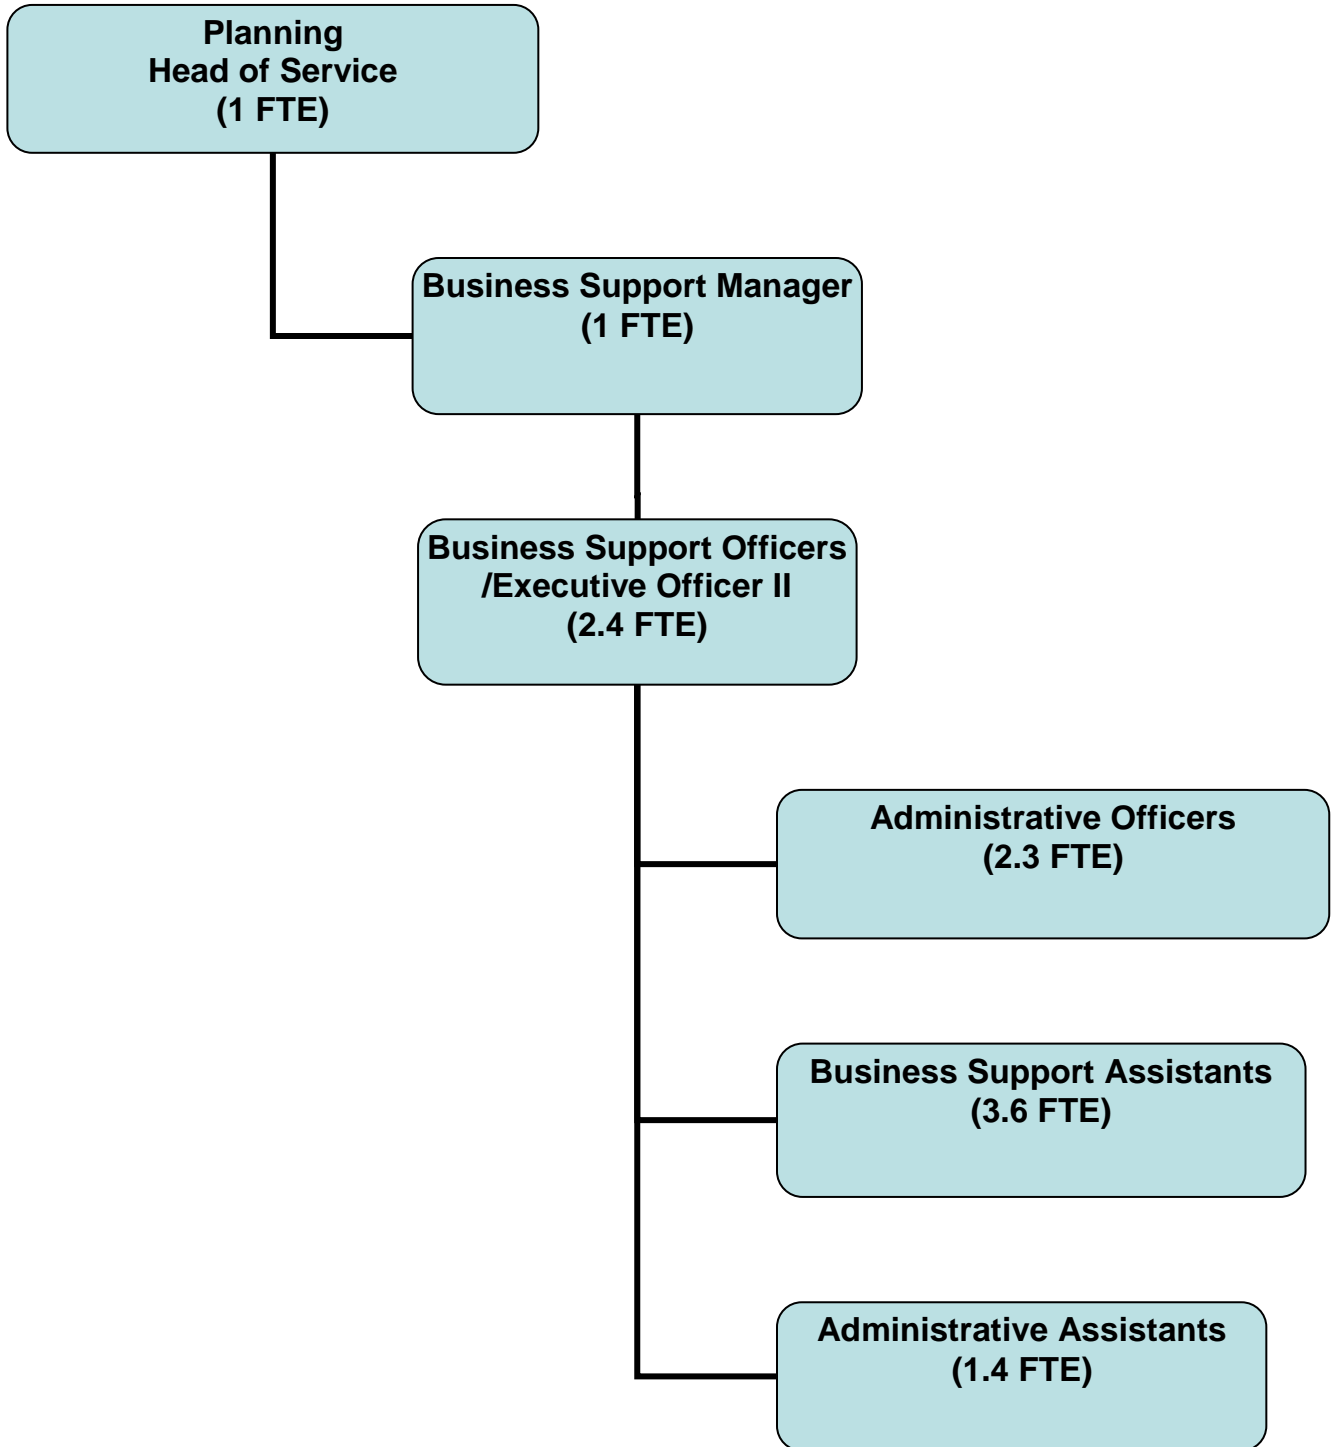 Planning
Head of Service
(1 FTE)
Business Support Manager
(1 FTE)
Business Support Officers
/Executive Officer II
(2.4 FTE)
Administrative Officers
(2.3 FTE)
Business Support Assistants
(3.6 FTE)
Administrative Assistants
(1.4 FTE)